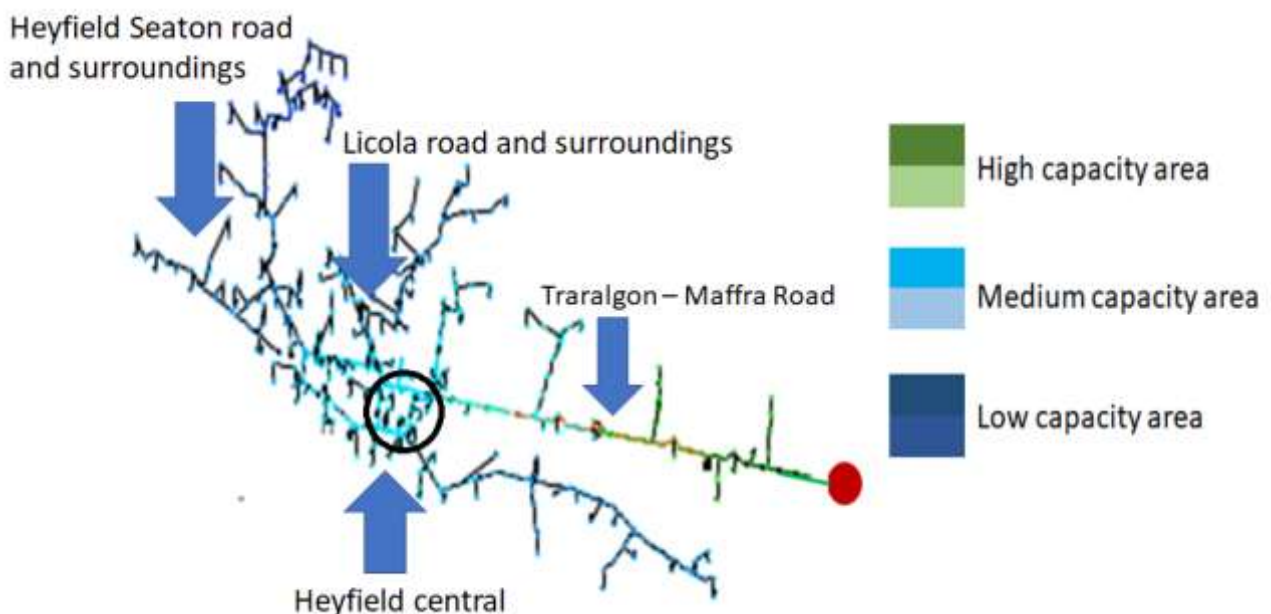 Heyfield Seaton road
and surroundings
Licola road and surroundings
High capacity area
Traralgon – Maffra Road
Medium capacity area
Low capacity area
Heyfield central